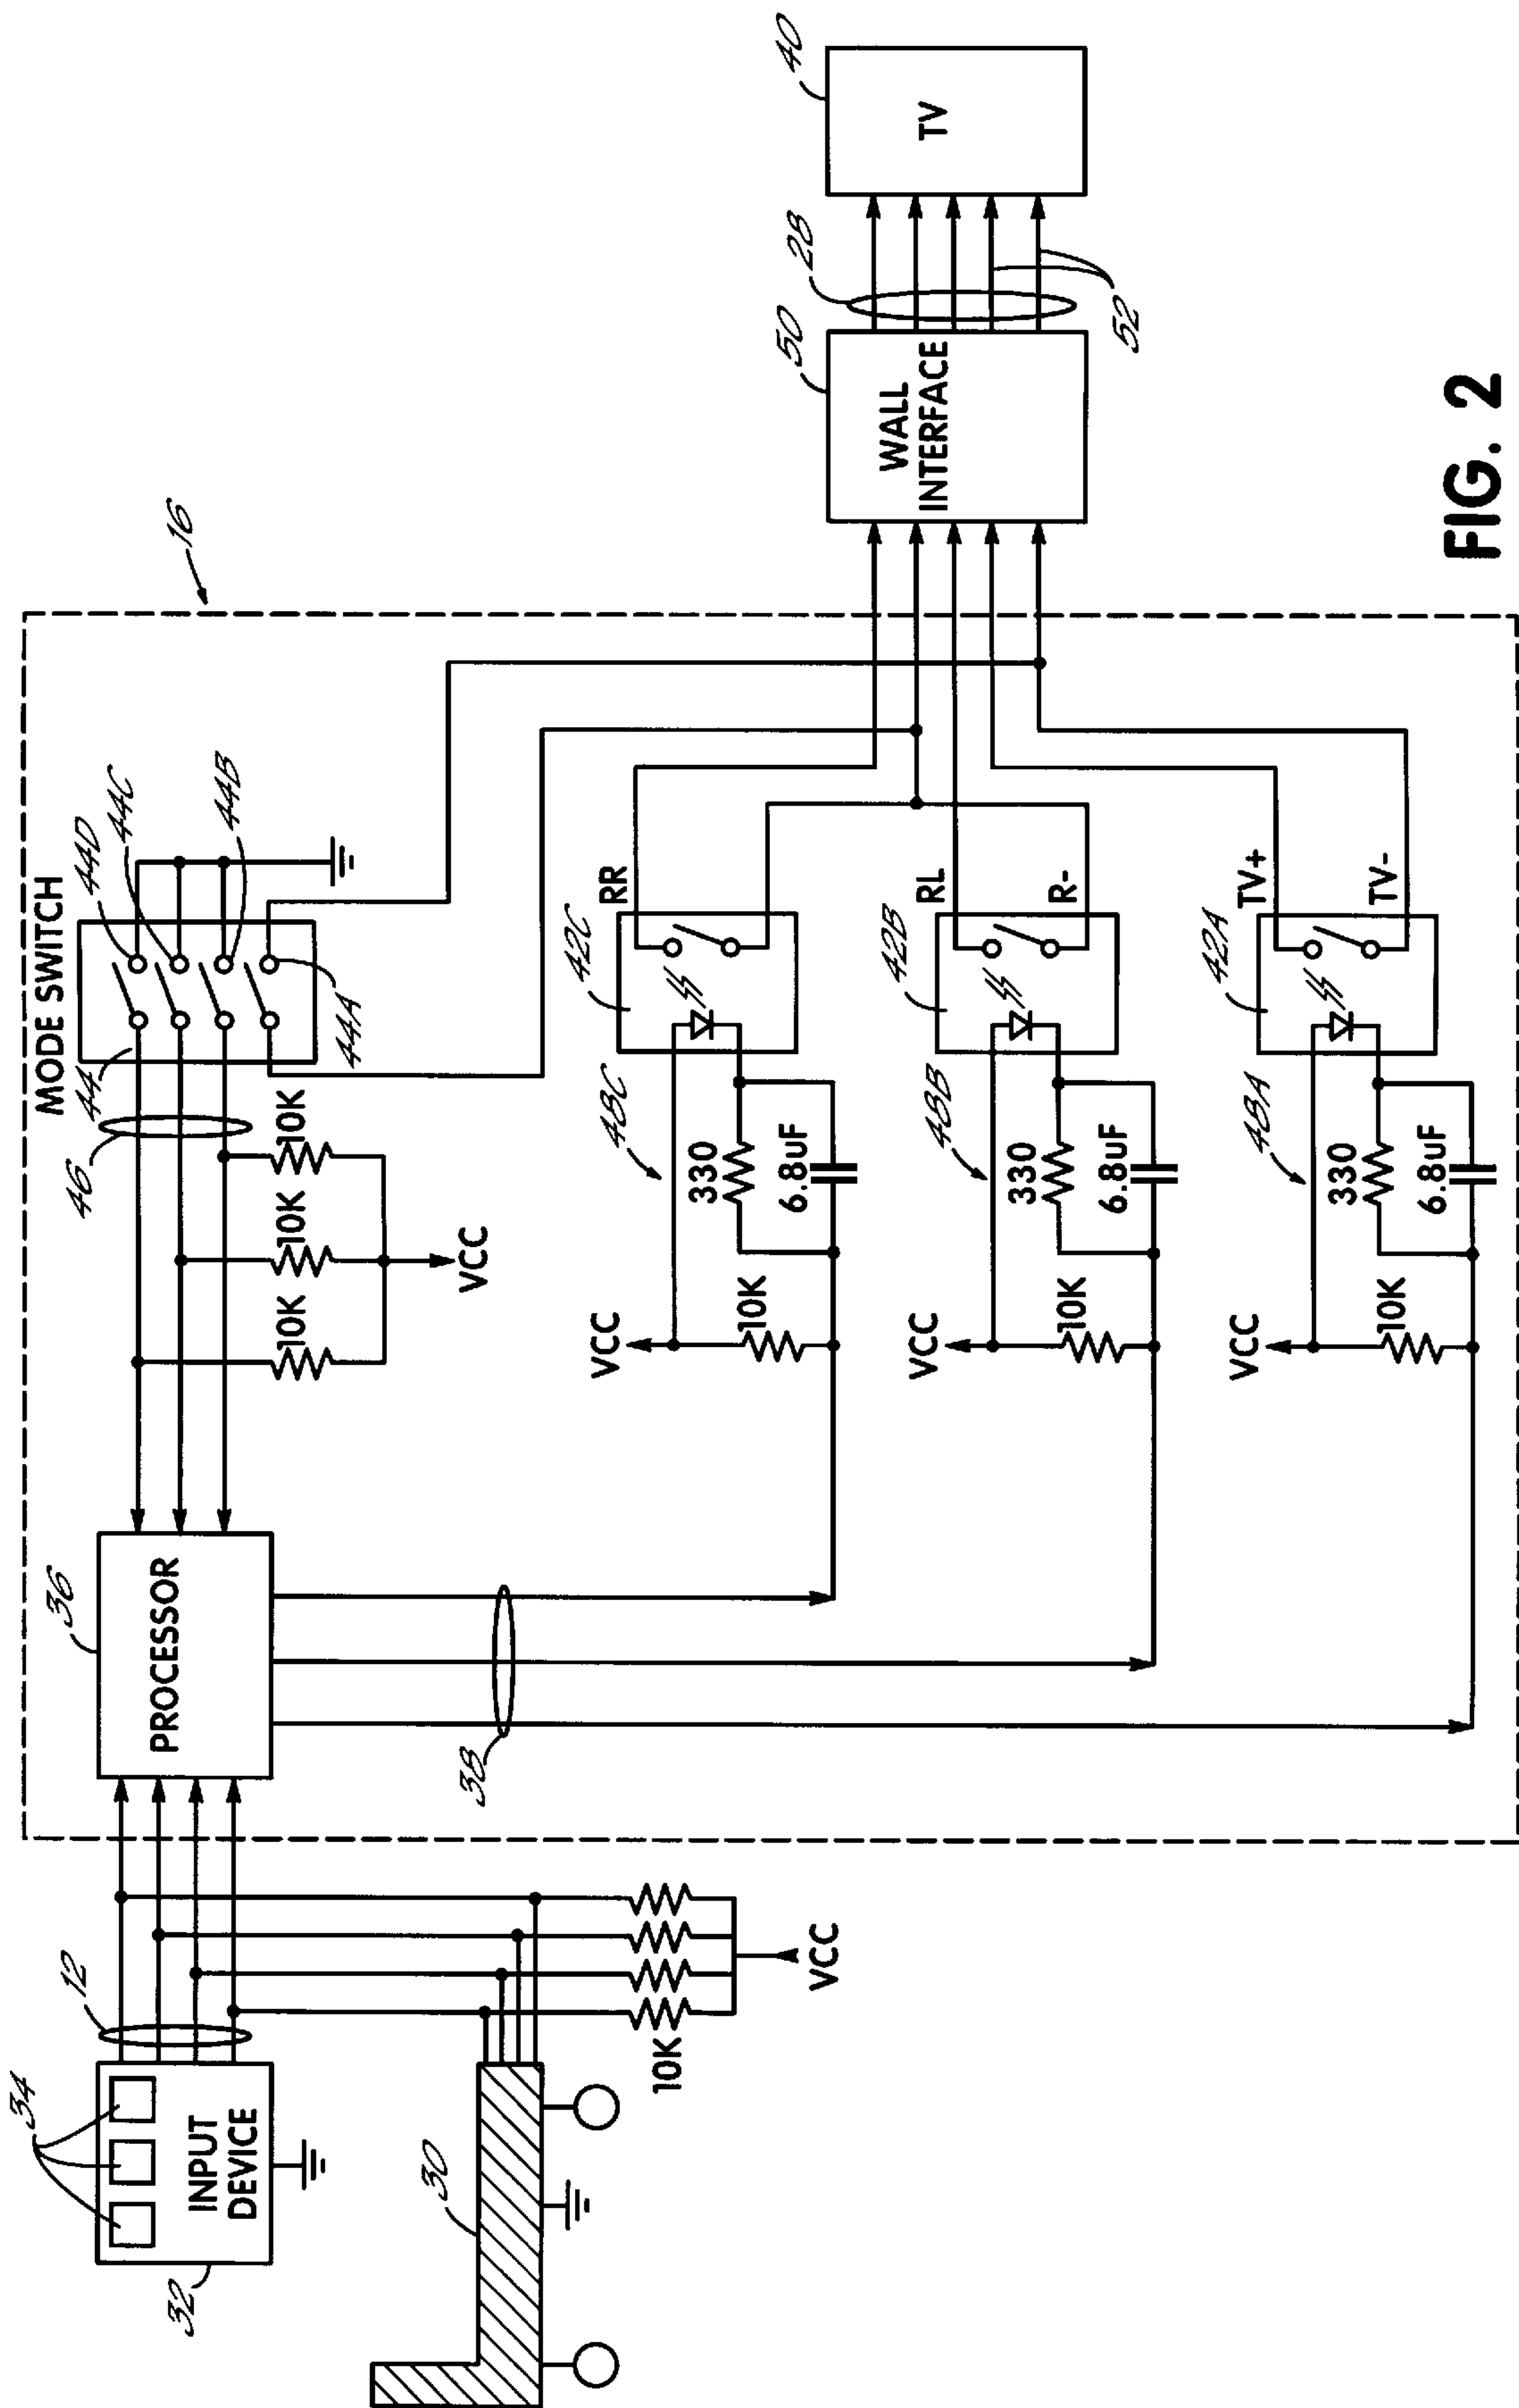 MODE SWITCH
16
36
PROCESSOR
46
44
44D
44C
44B
44A
10K
10K
10K
VCC
12
34
INPUT
DEVICE
32
30
10K
VCC
38
VCC
10K
48C
330
6.8uF
42C
RR
VCC
10K
48B
330
6.8uF
42B
RL
R-
VCC
10K
48A
330
6.8uF
42A
TV+
TV-
50
WALL
INTERFACE
28
52
40
TV
FIG. 2